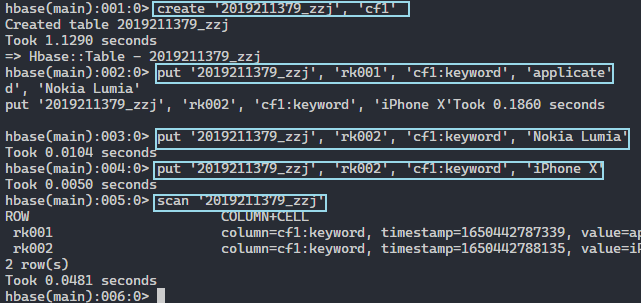 hbase(main):001:0> create '2019211379_zzj', 'cf1'
Created table 2019211379_zzj
Took 1.1290 seconds
=> Hbase::Table - 2019211379_zzj
hbase(main):002:0> put '2019211379_zzj', 'rk001', 'cf1:keyword', 'applicate'
d', 'Nokia Lumia'
put '2019211379_zzj', 'rk002', 'cf1:keyword', 'iPhone X'Took 0.1860 seconds
hbase(main):003:0> put '2019211379_zzj', 'rk002', 'cf1:keyword', 'Nokia Lumia'
Took 0.0104 seconds
hbase(main):004:0> put '2019211379_zzj', 'rk002', 'cf1:keyword', 'iPhone X'
Took 0.0050 seconds
hbase(main):005:0> scan '2019211379_zzj'
ROW COLUMN+CELL
rk001 column=cf1:keyword, timestamp=1650442787339, value=ap
rk002 column=cf1:keyword, timestamp=1650442788135, value=iP
2 row(s)
Took 0.0481 seconds
hbase(main):006:0>